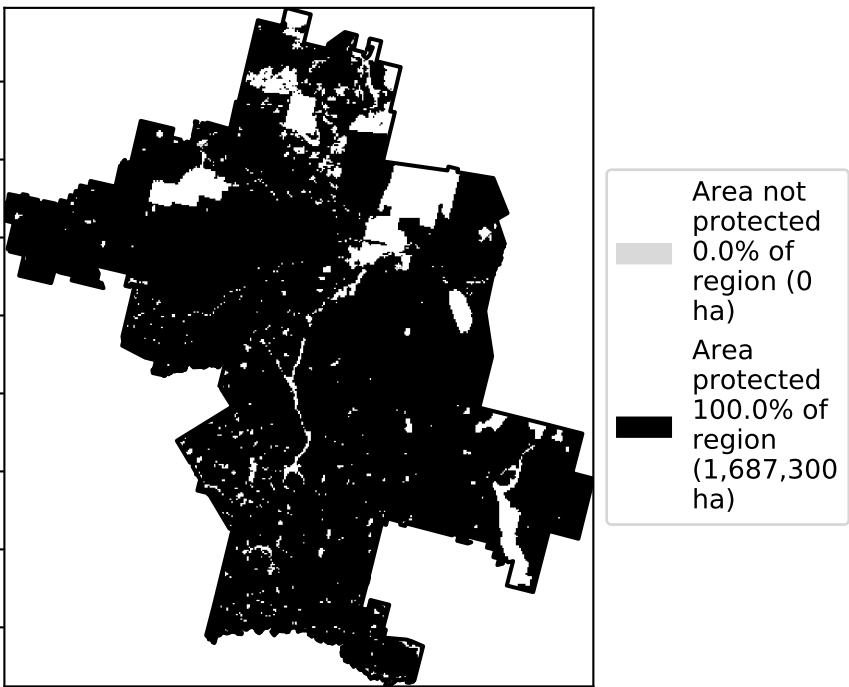 Area not
protected
0.0% of
region (0
ha)
Area
protected
100.0% of
region
(1,687,300
ha)